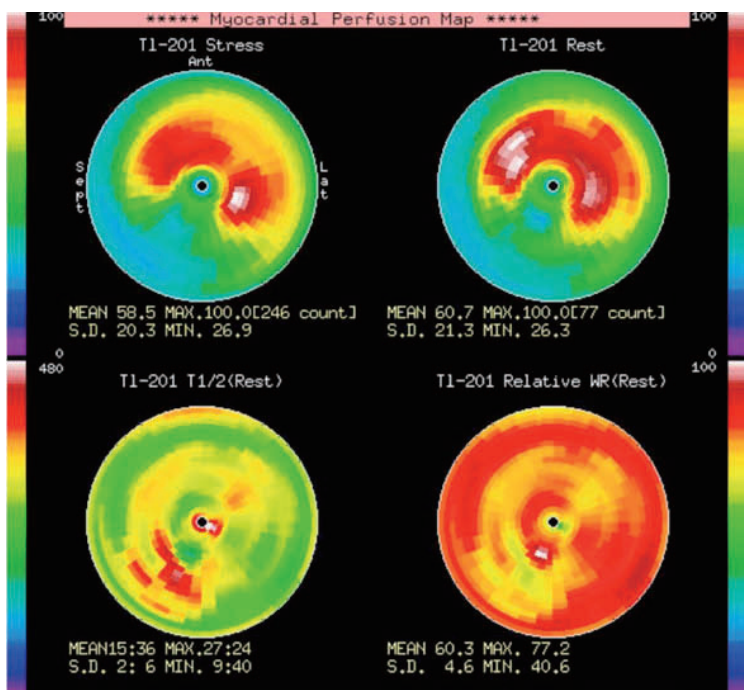 ***** Myocardial Perfusion Map *****
100
100
Tl-201 Stress
Tl-201 Rest
Ant
Sept
Lat
MEAN 58.5 MAX.100.0[246 count]
S.D. 20.3 MIN. 26.9
MEAN 60.7 MAX.100.0[77 count]
S.D. 21.3 MIN. 26.3
0
0
480
100
Tl-201 T1/2(Rest)
Tl-201 Relative WR(Rest)
MEAN15:36 MAX.27:24
S.D. 2: 6 MIN. 9:40
MEAN 60.3 MAX. 77.2
S.D. 4.6 MIN. 40.6